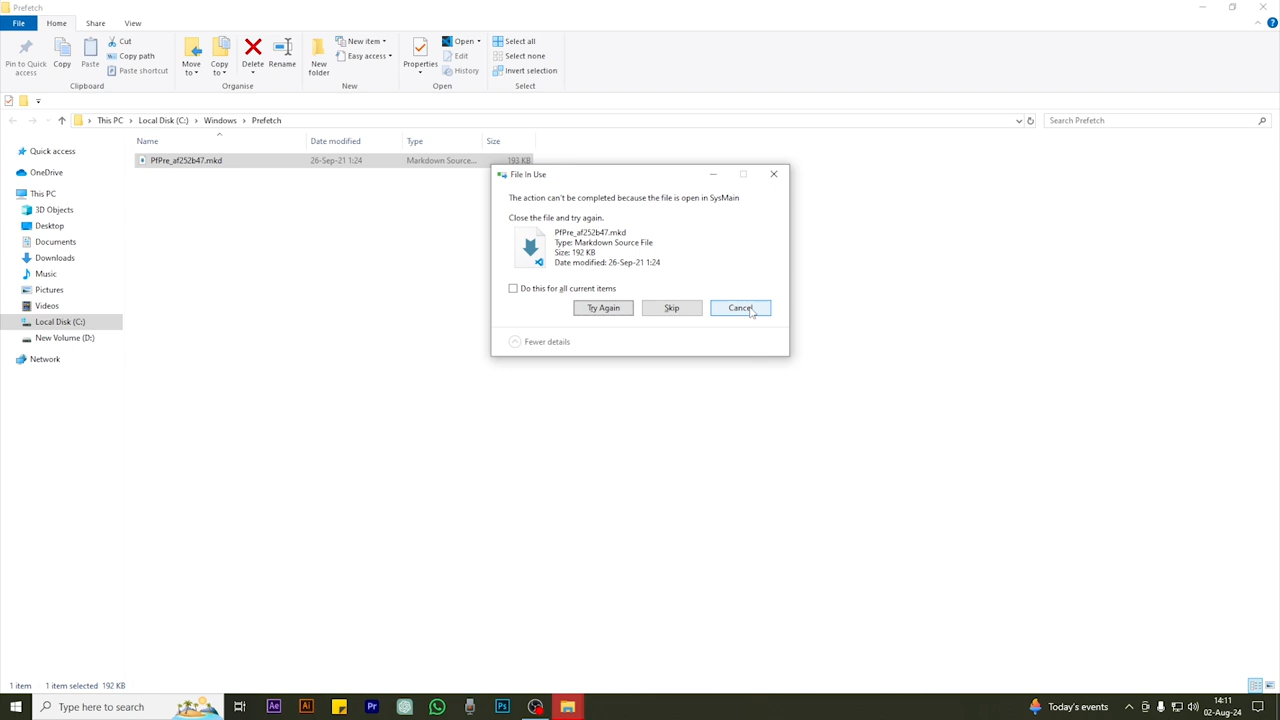 Prefetch
File Home Share View
Pin to Quick access
Copy
Paste
Cut
Copy path
Paste shortcut
Move to
Copy to
Delete
Rename
New folder
New item
Easy access
Properties
Open
Edit
History
Select all
Select none
Invert selection
Clipboard Organise New Open Select
This PC > Local Disk (C:) > Windows > Prefetch
Search Prefetch
Name Date modified Type Size
PfPre_af252b47.mkd 26-Sep-21 1:24 Markdown Source... 193 KB
Quick access
OneDrive
This PC
3D Objects
Desktop
Documents
Downloads
Music
Pictures
Videos
Local Disk (C:)
New Volume (D:)
Network
File In Use
The action can't be completed because the file is open in SysMain
Close the file and try again.
PfPre_af252b47.mkd
Type: Markdown Source File
Size: 192 KB
Date modified: 26-Sep-21 1:24
Do this for all current items
Try Again Skip Cancel
Fewer details
1 item 1 item selected 192 KB
Type here to search
Ae
Ai
Pr
Ps
Today's events
14:11
02-Aug-24